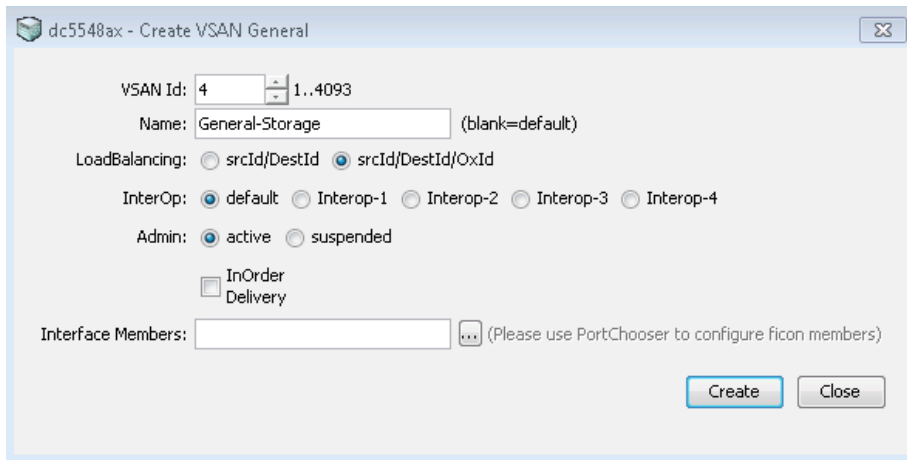 dc5548ax - Create VSAN General
VSAN Id: 4 1..4093
Name: General-Storage (blank=default)
LoadBalancing: srcId/DestId srcId/DestId/OxId
InterOp: default Interop-1 Interop-2 Interop-3 Interop-4
Admin: active suspended
InOrder
Delivery
Interface Members: ... (Please use PortChooser to configure ficon members)
Create Close